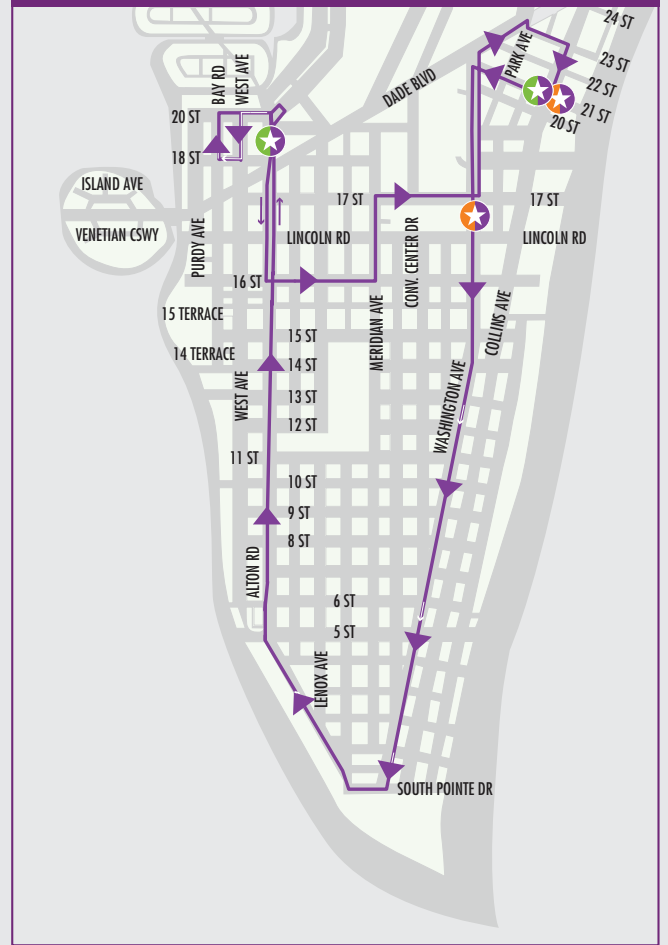 24 ST
PARK AVE
23 ST
22 ST
21 ST
20 ST
DADE BLVD
BAY RD
WEST AVE
20 ST
18 ST
ISLAND AVE
VENETIAN CSWY
PURDY AVE
17 ST
17 ST
LINCOLN RD
LINCOLN RD
CONV. CENTER DR
16 ST
15 TERRACE
COLLINS AVE
MERIDIAN AVE
15 ST
14 TERRACE
14 ST
WEST AVE
13 ST
12 ST
WASHINGTON AVE
11 ST
10 ST
9 ST
8 ST
ALTON RD
6 ST
5 ST
LENOX AVE
SOUTH POINTE DR